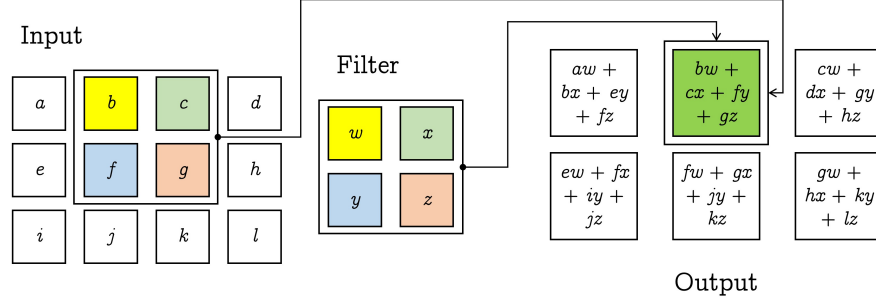 Input
a b c d
e f g h
i j k l
Filter
w x
y z
aw +
bx + ey
+ fz
bw +
cx + fy
+ gz
cw +
dx + gy
+ hz
ew + fx
+ iy +
jz
fw + gx
+ jy +
kz
gw +
hx + ky
+ lz
Output